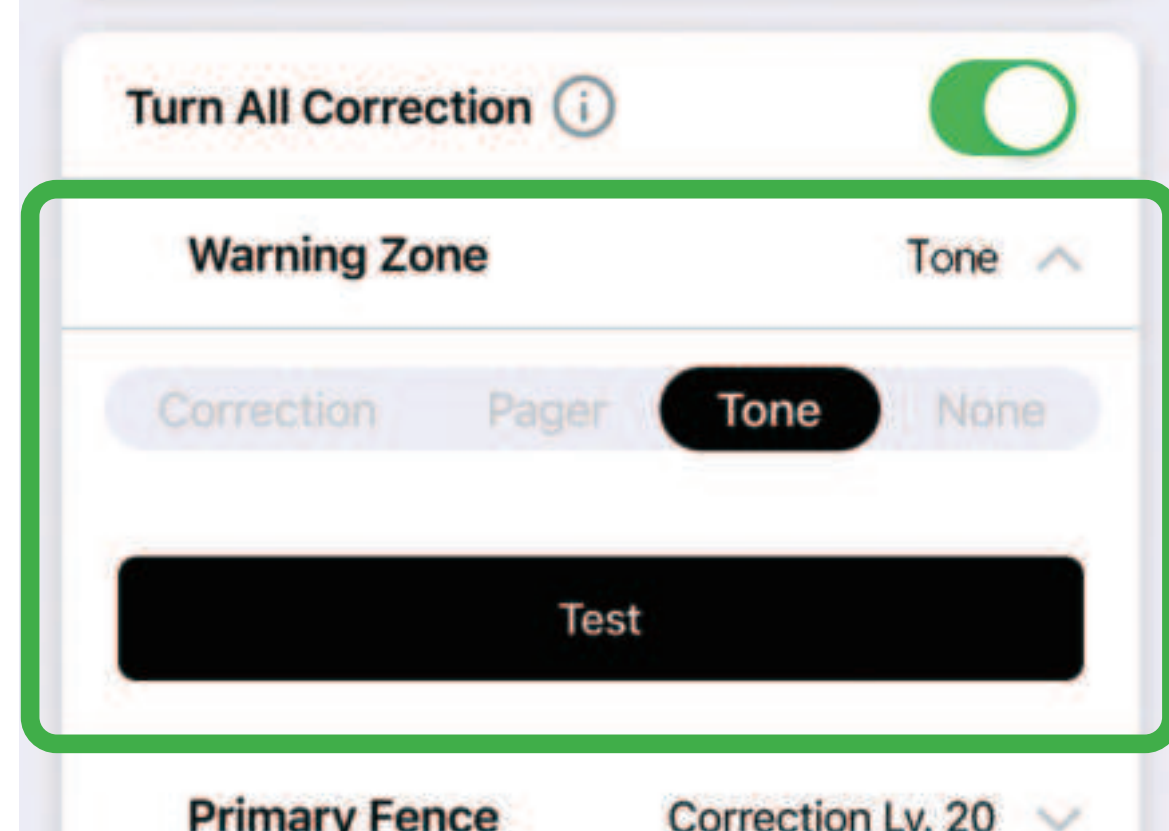 Turn All Correction
Warning Zone Tone
Correction Pager Tone None
Test
Primary Fence Correction Lv. 20